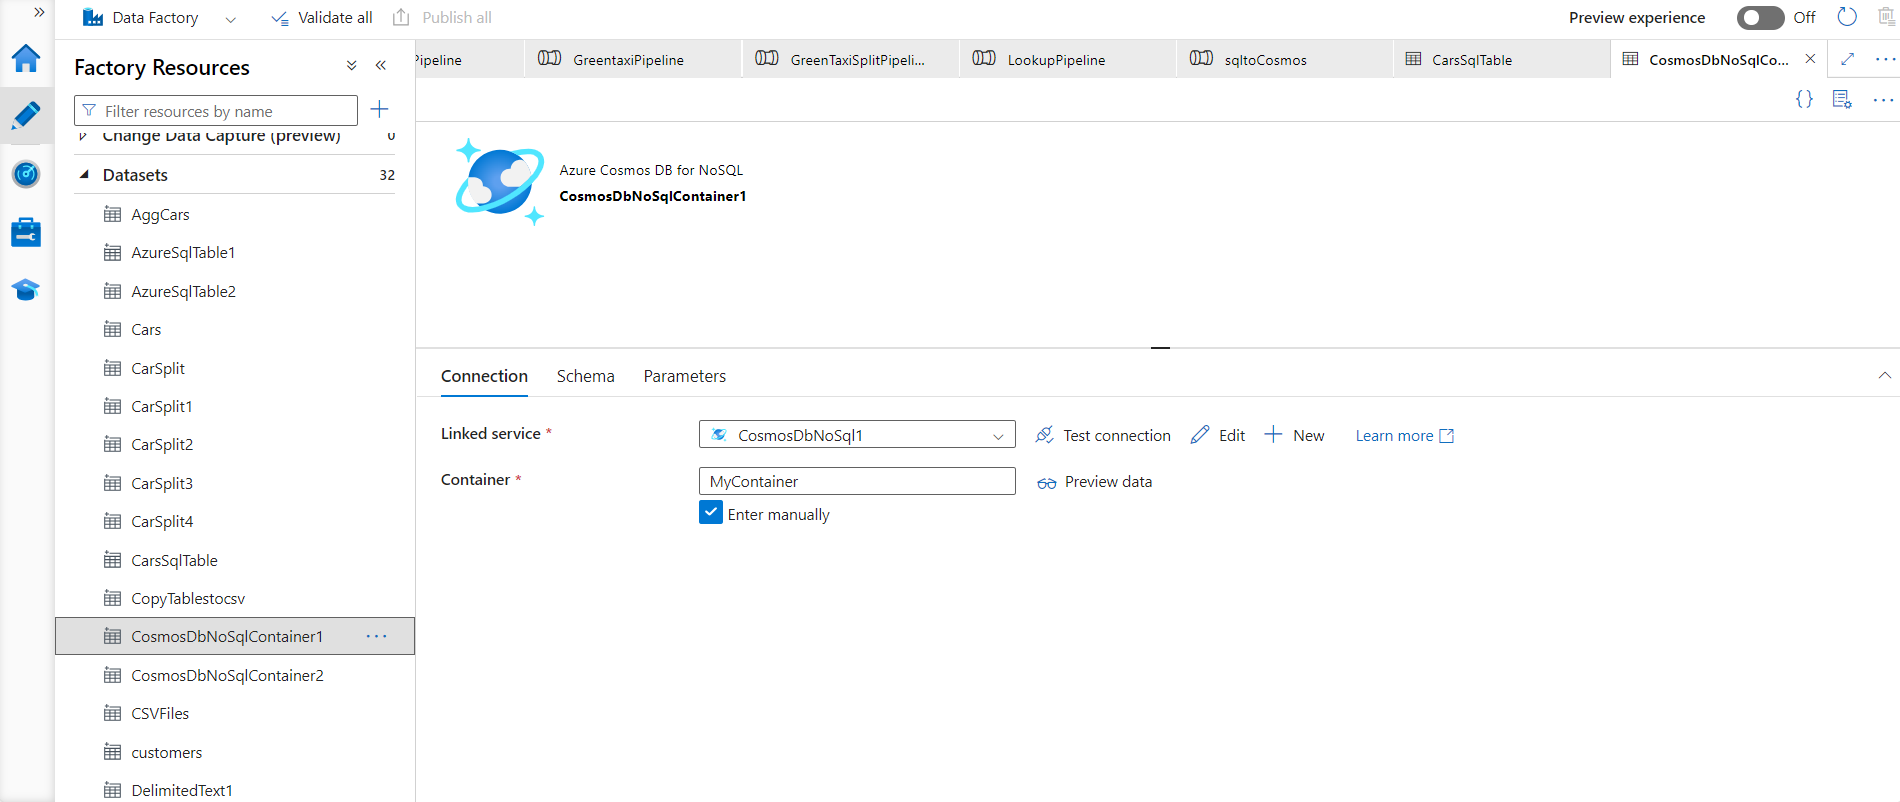 Data Factory
Validate all
Publish all
Preview experience
Off
Factory Resources
Filter resources by name
Change Data Capture (preview) 0
Datasets 32
AggCars
AzureSqlTable1
AzureSqlTable2
Cars
CarSplit
CarSplit1
CarSplit2
CarSplit3
CarSplit4
CarsSqlTable
CopyTablestocsv
CosmosDbNoSqlContainer1
CosmosDbNoSqlContainer2
CSVFiles
customers
DelimitedText1
Pipeline
GreentaxiPipeline
GreenTaxiSplitPipeli...
LookupPipeline
sqltoCosmos
CarsSqlTable
CosmosDbNoSqlCo...
Azure Cosmos DB for NoSQL
CosmosDbNoSqlContainer1
Connection Schema Parameters
Linked service * CosmosDbNoSql1 Test connection Edit New Learn more
Container * MyContainer Preview data
Enter manually